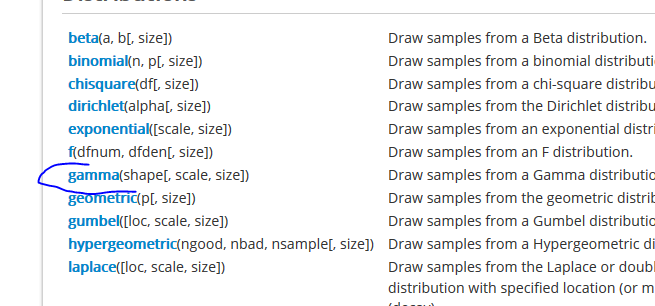 beta(a, b[, size]) Draw samples from a Beta distribution.
binomial(n, p[, size]) Draw samples from a binomial distributi
chisquare(df[, size]) Draw samples from a chi-square distribu
dirichlet(alpha[, size]) Draw samples from the Dirichlet distribu
exponential([scale, size]) Draw samples from an exponential distri
f(dfnum, dfden[, size]) Draw samples from an F distribution.
gamma(shape[, scale, size]) Draw samples from a Gamma distributio
geometric(p[, size]) Draw samples from the geometric distrib
gumbel([loc, scale, size]) Draw samples from a Gumbel distributio
hypergeometric(ngood, nbad, nsample[, size]) Draw samples from a Hypergeometric di
laplace([loc, scale, size]) Draw samples from the Laplace or doubl
distribution with specified location (or m